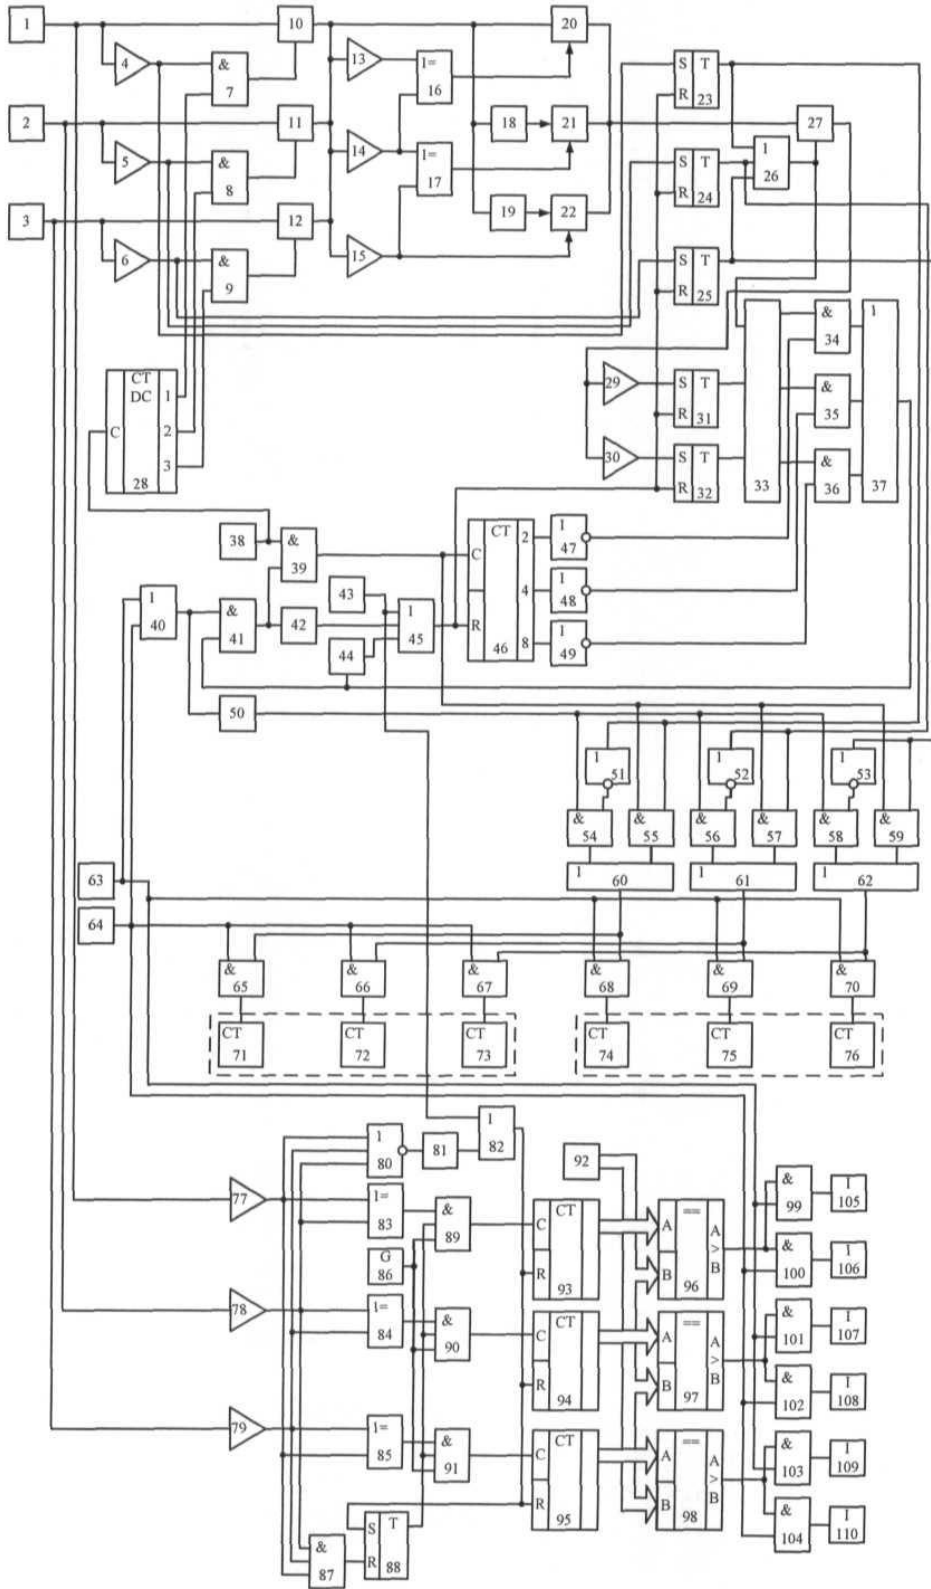 1 10 20
4 & 7 13 1= 16 S T R 23
2 11 18 21 27
5 & 8 14 1= 17 S T R 24 1 26
3 12 19 22
6 & 9 15 S T R 25
& 34 1
CT DC 1 C 2 3 28
29 S T R 31 & 35
30 S T R 32 33 & 36 37
38 & 39 C CT 2 1 47
43 4 1 48
1 40 & 41 42 1 45 R 46 8 1 49
44
50
1 51 1 52 1 53
& 54 & 55 & 56 & 57 & 58 & 59
63 1 60 1 61 1 62
64
& 65 & 66 & 67 & 68 & 69 & 70
CT 71 CT 72 CT 73 CT 74 CT 75 CT 76
1 80 81 1 82 92
77 1= 83 & 89 C CT R 93 A == B 96 A > B & 99 I 105
G 86 & 100 I 106
78 1= 84 & 90 C CT R 94 A == B 97 A > B & 101 I 107
& 102 I 108
79 1= 85 & 91 C CT R 95 A == B 98 A > B & 103 I 109
& 87 S T R 88 & 104 I 110